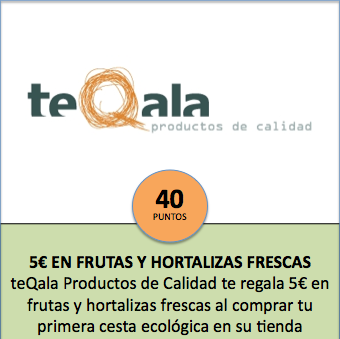 teQala
productos de calidad
40
PUNTOS
5€ EN FRUTAS Y HORTALIZAS FRESCAS
teQala Productos de Calidad te regala 5€ en
frutas y hortalizas frescas al comprar tu
primera cesta ecológica en su tienda